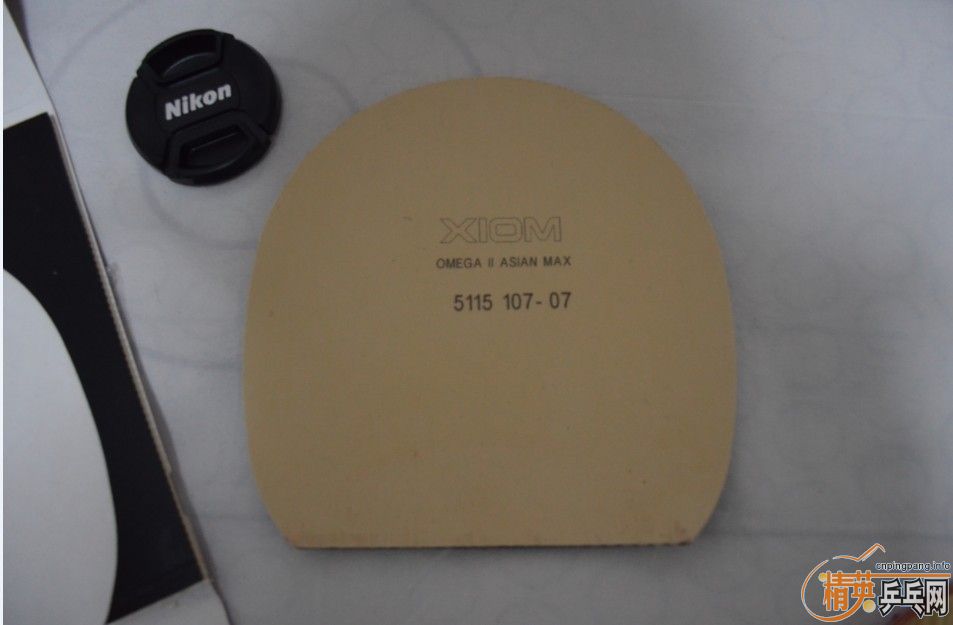 Nikon
XIOM
OMEGA II ASIAN MAX
5115 107-07
cnpingpang.info
精英乒乓网